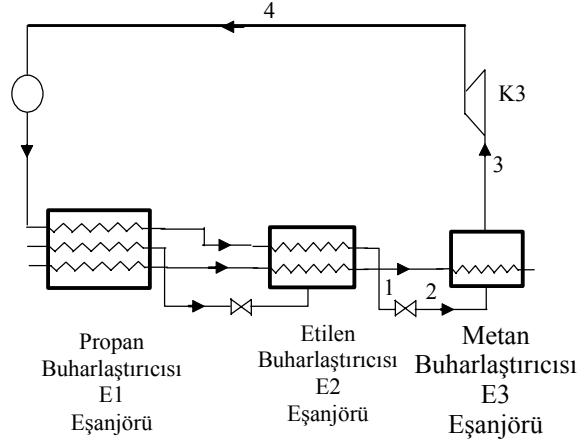 4
K3
3
1
2
Propan
Buharlaştırıcısı
E1
Eşanjörü
Etilen
Buharlaştırıcısı
E2
Eşanjörü
Metan
Buharlaştırıcısı
E3
Eşanjörü